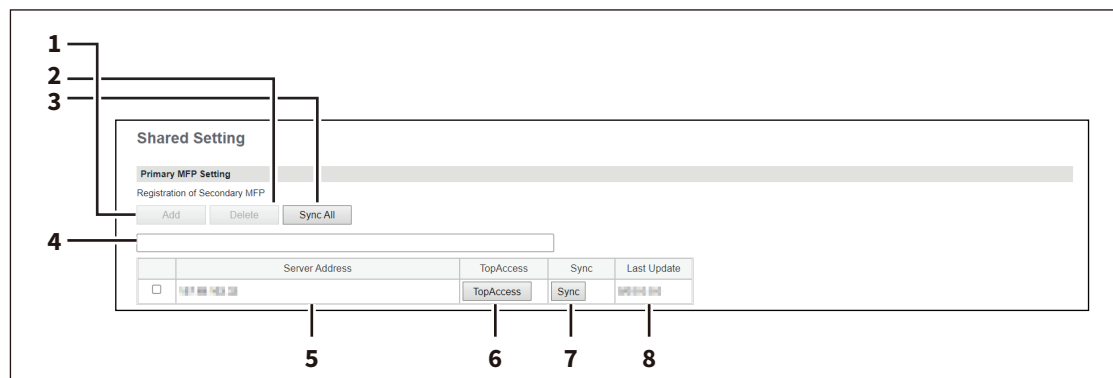 1
2
3
Shared Setting
Primary MFP Setting
Registration of Secondary MFP
Add Delete Sync All
4
Server Address TopAccess Sync Last Update
TopAccess Sync
5 6 7 8